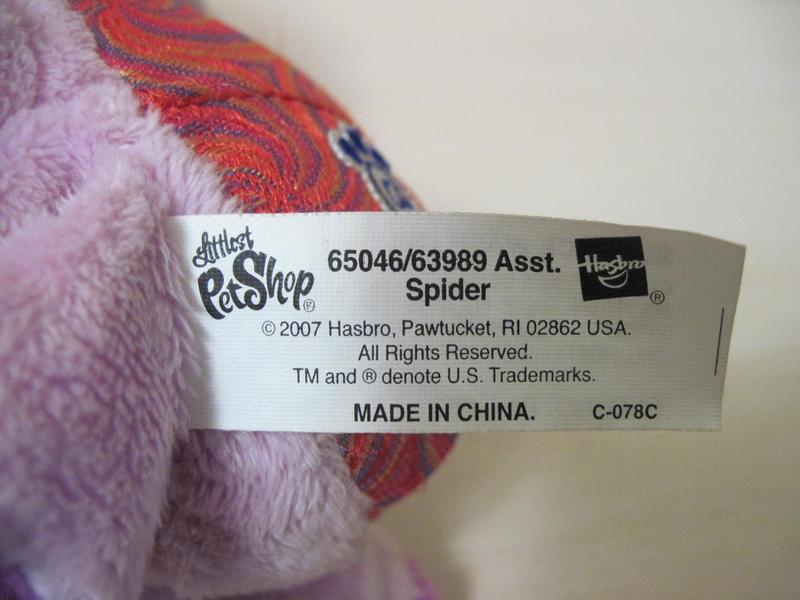 Littlest
PetShop®
65046/63989 Asst.
Spider
Hasbro
®
© 2007 Hasbro, Pawtucket, RI 02862 USA.
All Rights Reserved.
TM and ® denote U.S. Trademarks.
MADE IN CHINA.
C-078C